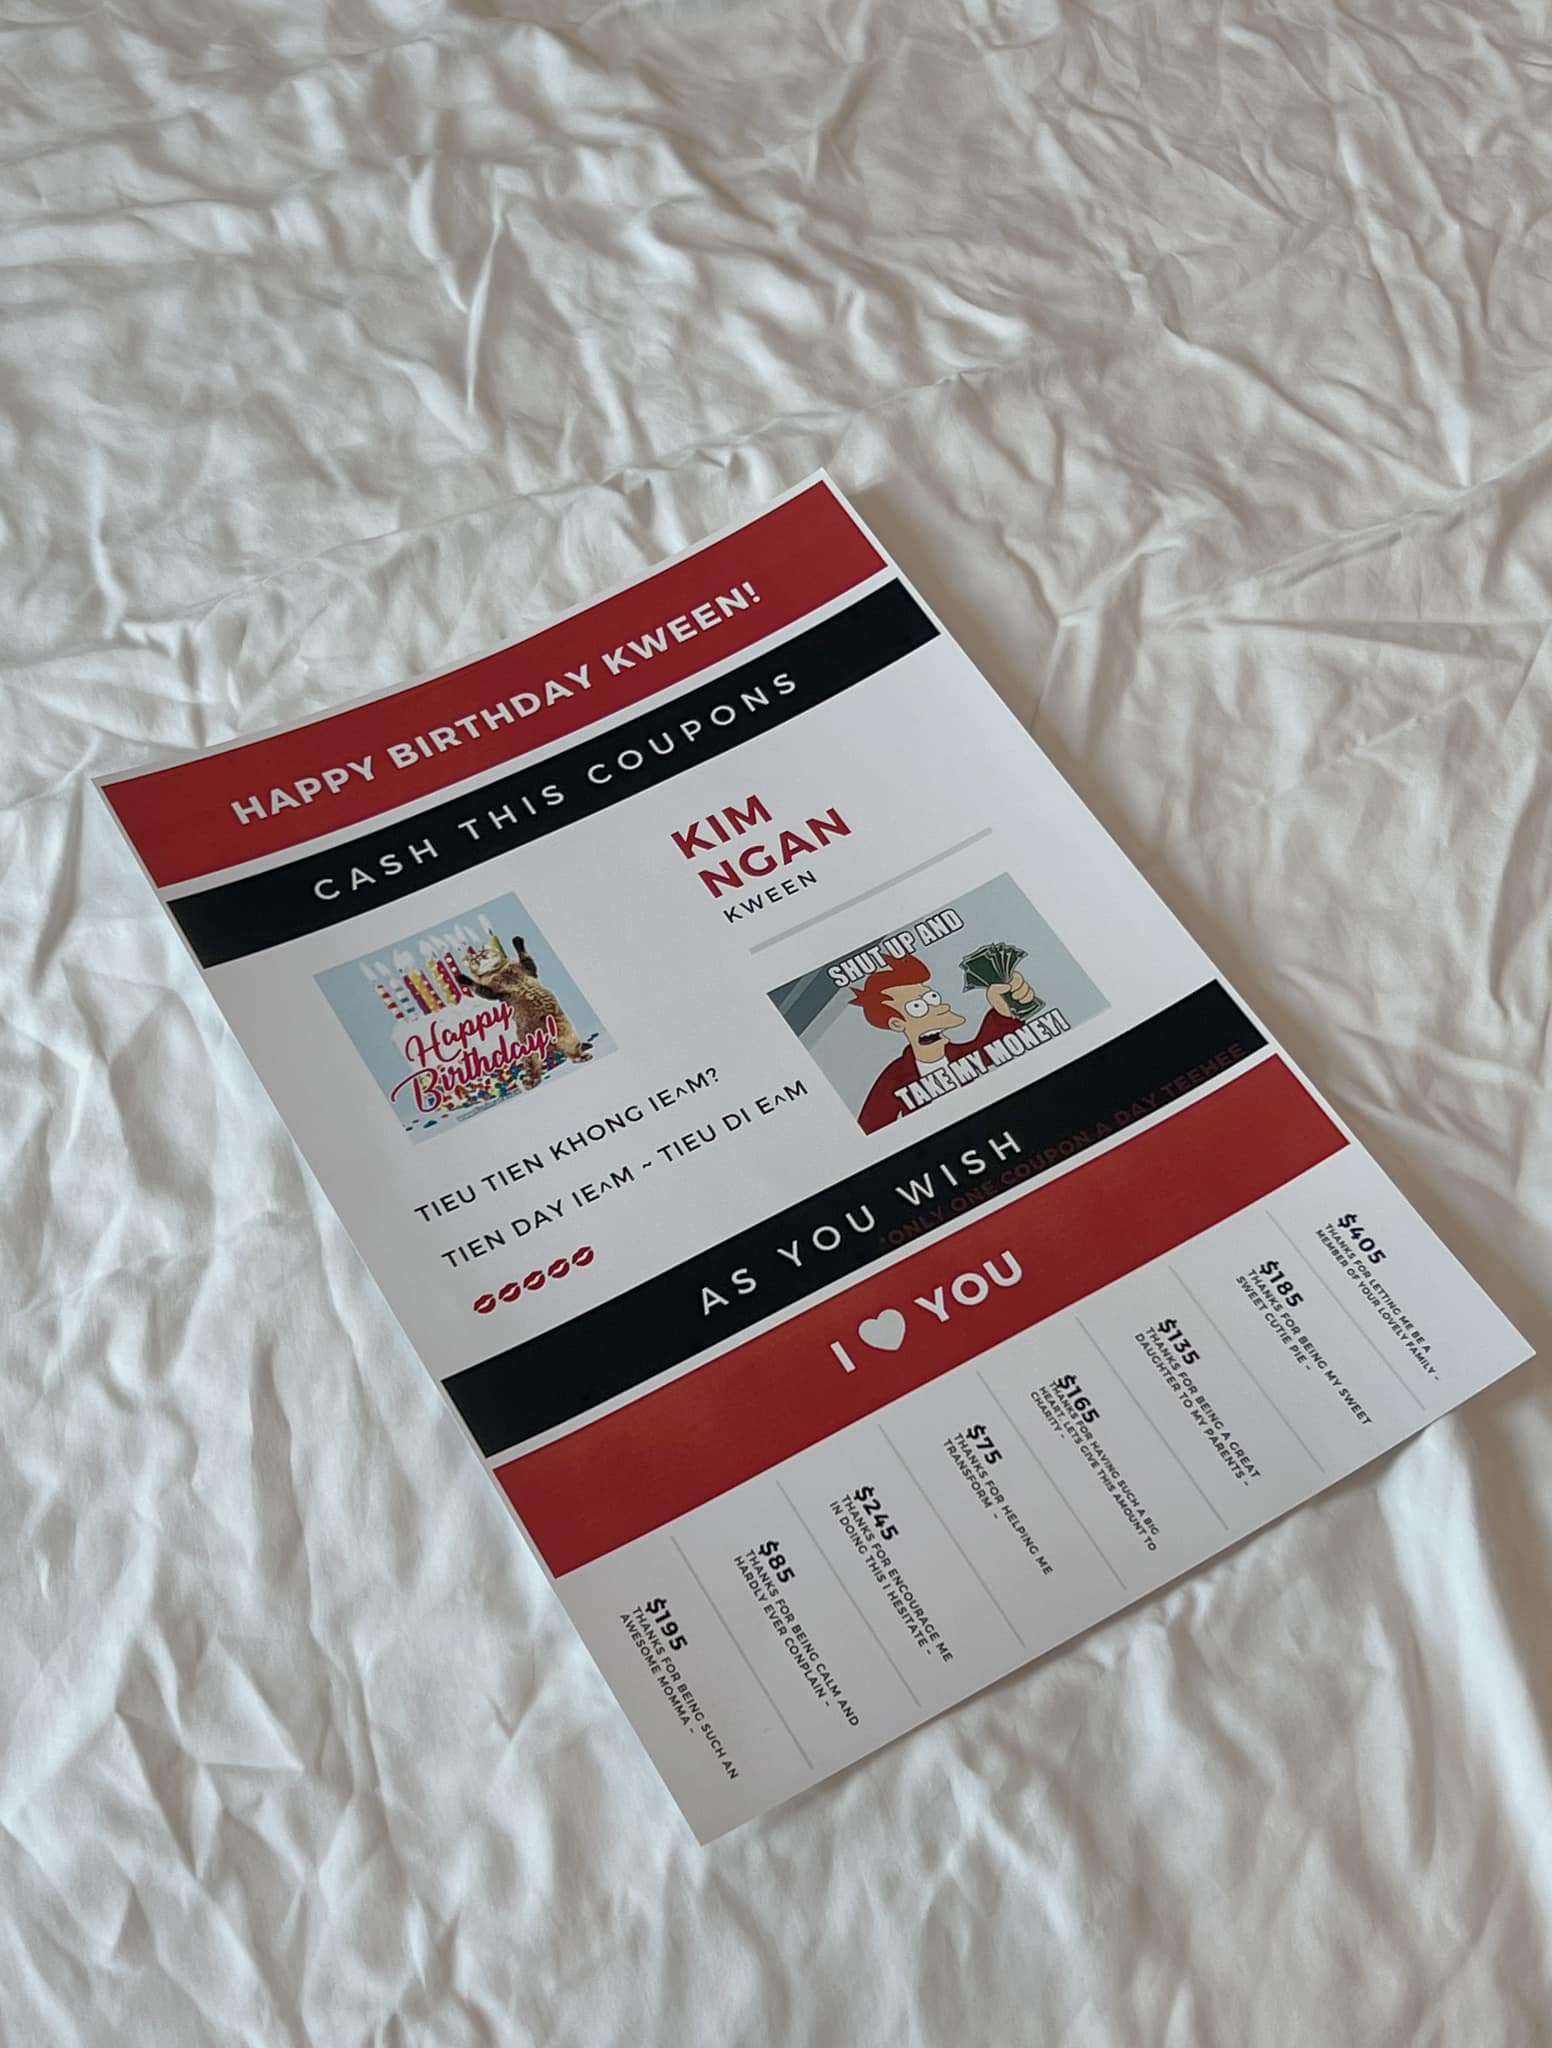 HAPPY BIRTHDAY KWEEN!
CASH THIS COUPONS
KIM
NGAN
KWEEN
Happy
Birthday!
SHUT UP AND
TAKE MY MONEY!
TIEU TIEN KHONG IE^M?
TIEN DAY IE^M ~ TIEU DI E^M
AS YOU WISH
*ONLY ONE COUPON A DAY TEEHEE
I ♥ YOU
$195
THANKS FOR BEING SUCH AN
AWESOME MOMMA ~
$85
THANKS FOR BEING CALM AND
HARDLY EVER CONPLAIN ~
$245
THANKS FOR ENCOURAGE ME
IN DOING THIS I HESITATE ~
$75
THANKS FOR HELPING ME
TRANSFORM ~
$165
THANKS FOR HAVING SUCH A BIG
HEART, LETS GIVE THIS AMOUNT TO
CHARITY ~
$135
THANKS FOR BEING A GREAT
DAUGHTER TO MY PARENTS ~
$185
THANKS FOR BEING MY SWEET
SWEET CUTIE PIE ~
$405
THANKS FOR LETTING ME BE A
MEMBER OF YOUR LOVELY FAMILY ~